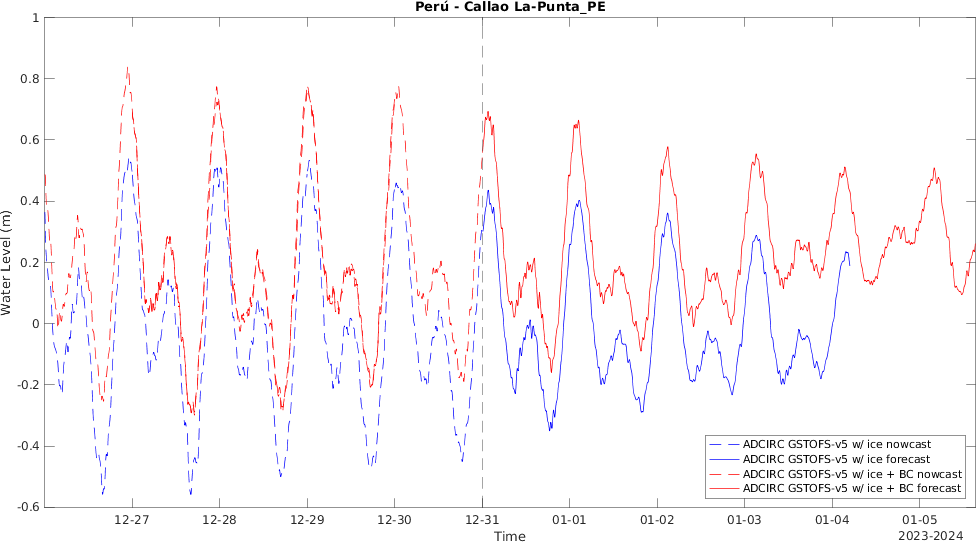 Perú - Callao La-Punta_PE
1
0.8
0.6
0.4
0.2
0
-0.2
-0.4
-0.6
Water Level (m)
ADCIRC GSTOFS-v5 w/ ice nowcast
ADCIRC GSTOFS-v5 w/ ice forecast
ADCIRC GSTOFS-v5 w/ ice + BC nowcast
ADCIRC GSTOFS-v5 w/ ice + BC forecast
12-27 12-28 12-29 12-30 12-31 01-01 01-02 01-03 01-04 01-05
Time
2023-2024